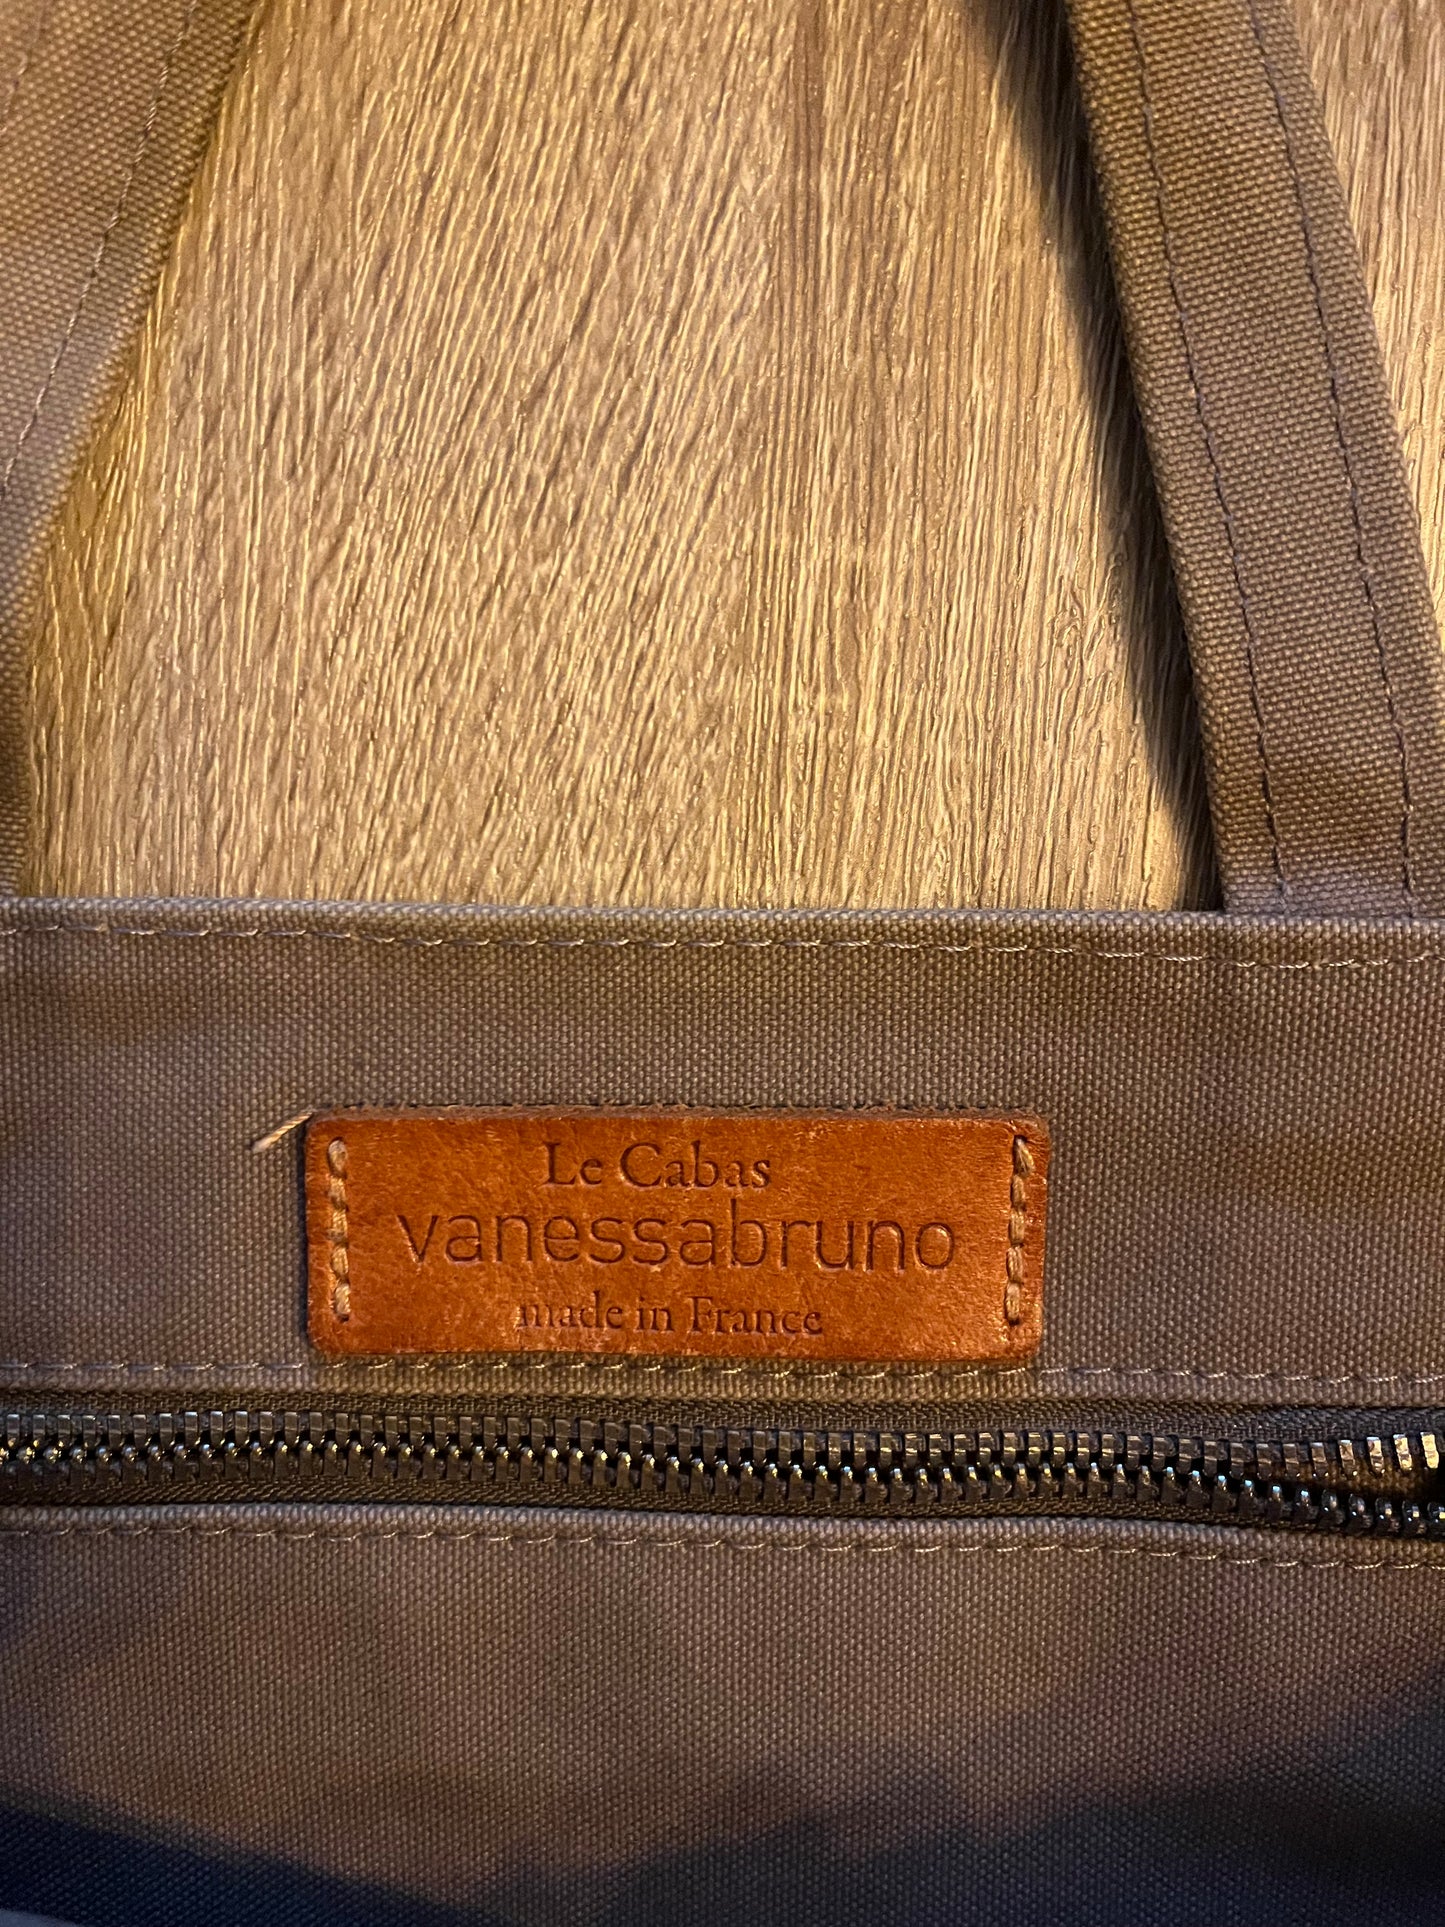 Le Cabas
vanessabruno
made in France